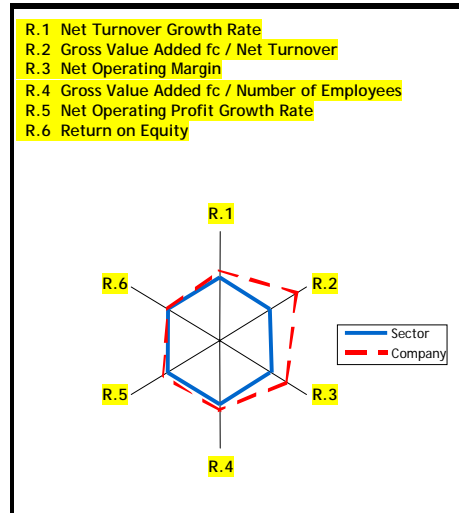 R.1 Net Turnover Growth Rate
R.2 Gross Value Added fc / Net Turnover
R.3 Net Operating Margin
R.4 Gross Value Added fc / Number of Employees
R.5 Net Operating Profit Growth Rate
R.6 Return on Equity
R.1
R.6
R.2
Sector
Company
R.5
R.3
R.4